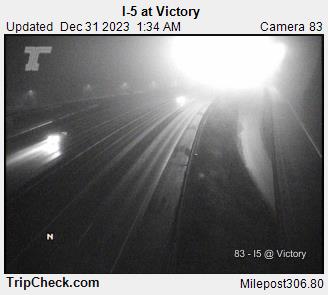 I-5 at Victory
Updated  Dec 31 2023  1:34 AM    Camera 83
T
N
83 - I5 @ Victory
TripCheck.com    Milepost306.80